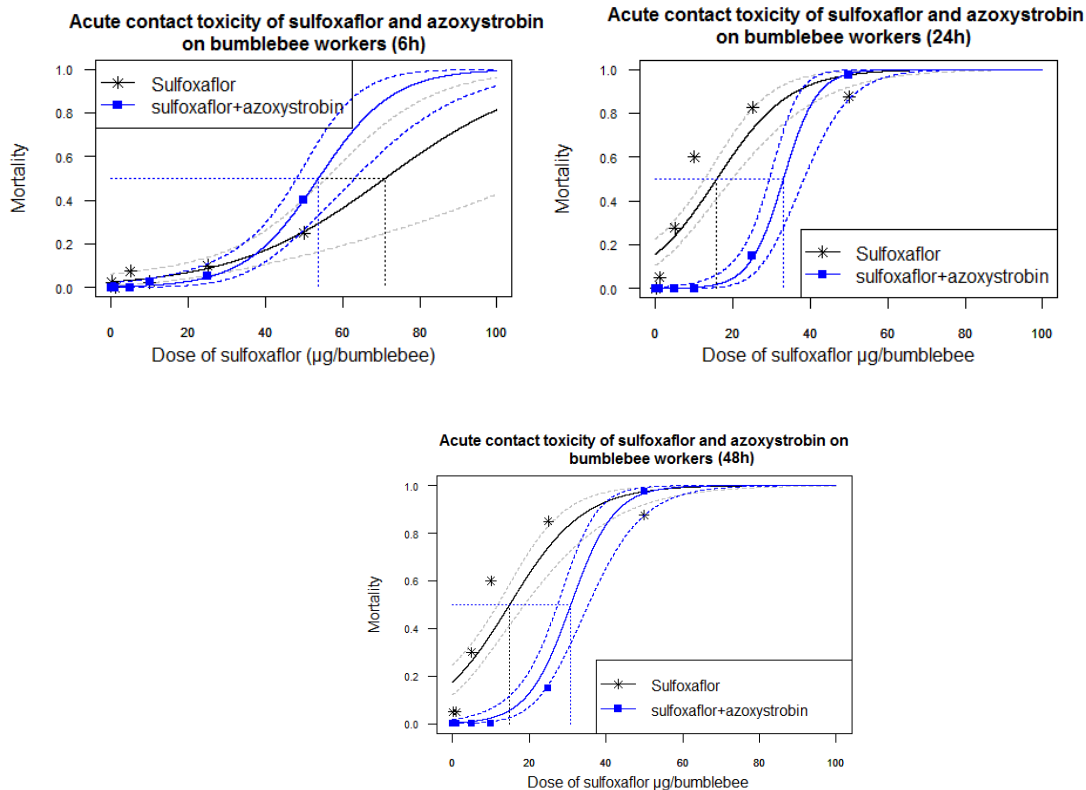 Acute contact toxicity of sulfoxaflor and azoxystrobin
on bumblebee workers (6h)
Sulfoxaflor
sulfoxaflor+azoxystrobin
Mortality
1.0
0.8
0.6
0.4
0.2
0.0
0 20 40 60 80 100
Dose of sulfoxaflor (µg/bumblebee)
Acute contact toxicity of sulfoxaflor and azoxystrobin
on bumblebee workers (24h)
Mortality
1.0
0.8
0.6
0.4
0.2
0.0
Sulfoxaflor
sulfoxaflor+azoxystrobin
0 20 40 60 80 100
Dose of sulfoxaflor µg/bumblebee
Acute contact toxicity of sulfoxaflor and azoxystrobin on
bumblebee workers (48h)
Mortality
1.0
0.8
0.6
0.4
0.2
0.0
Sulfoxaflor
sulfoxaflor+azoxystrobin
0 20 40 60 80 100
Dose of sulfoxaflor µg/bumblebee